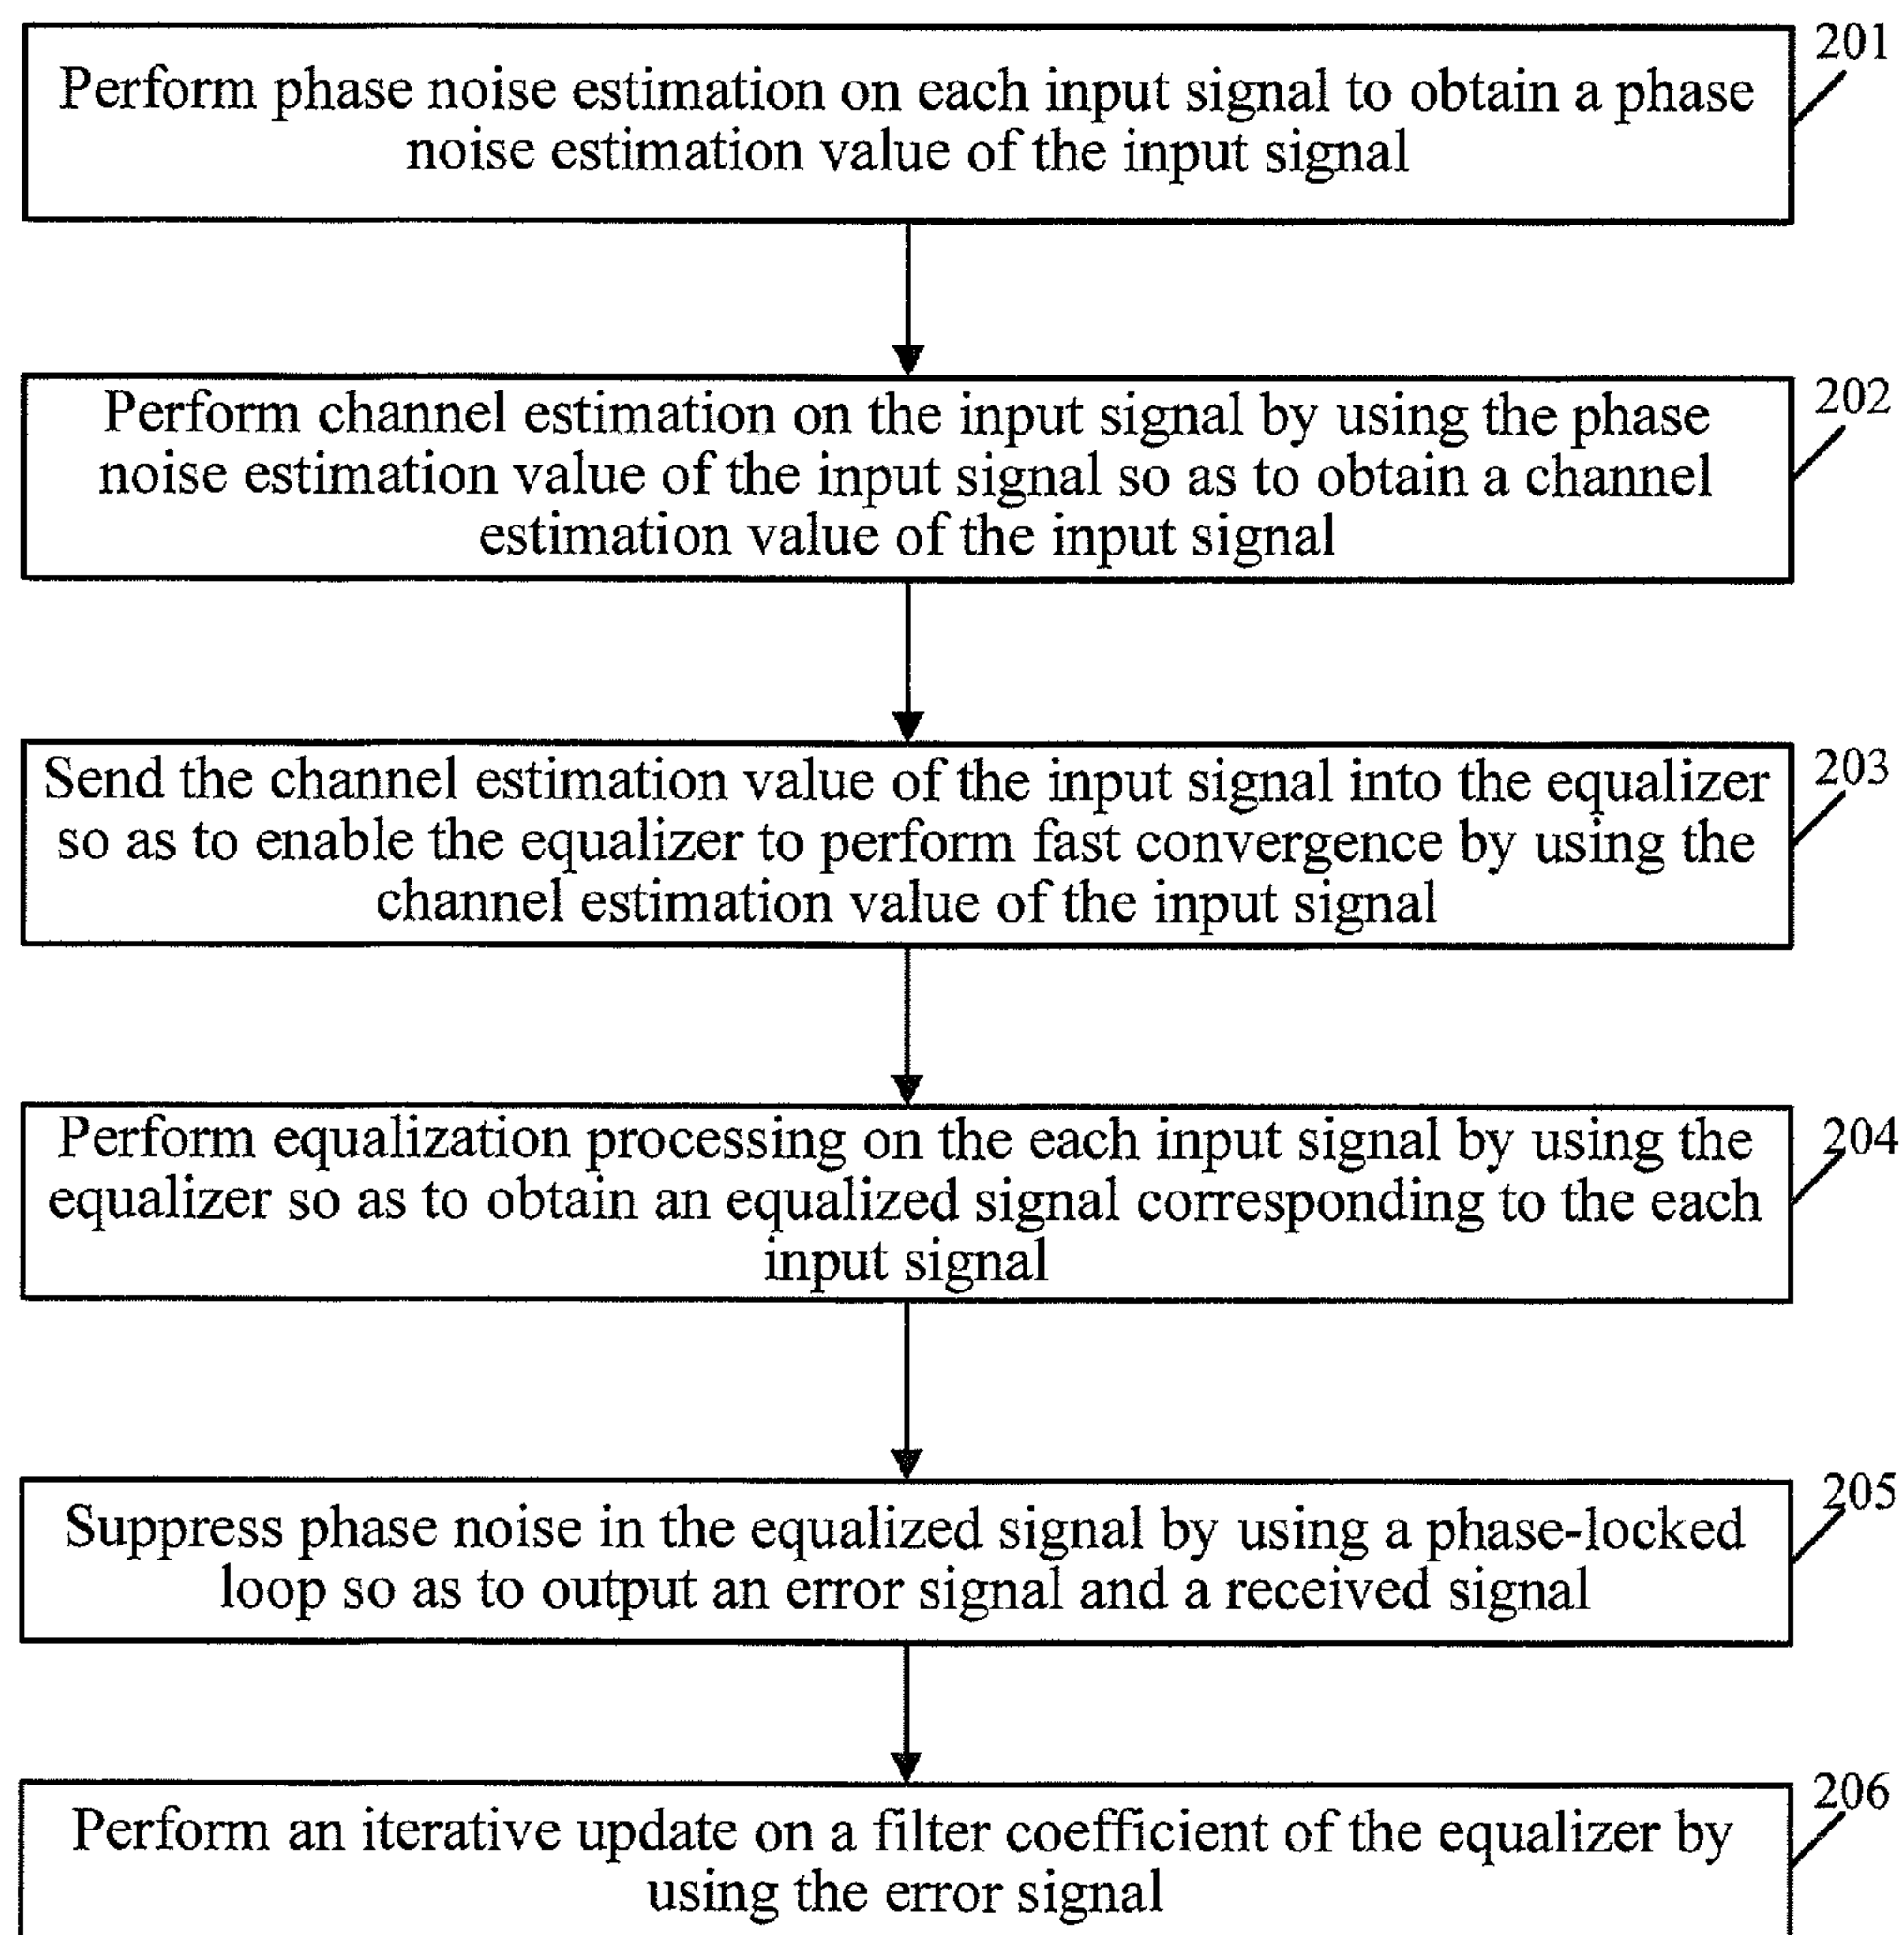 201
Perform phase noise estimation on each input signal to obtain a phase
noise estimation value of the input signal
202
Perform channel estimation on the input signal by using the phase
noise estimation value of the input signal so as to obtain a channel
estimation value of the input signal
203
Send the channel estimation value of the input signal into the equalizer
so as to enable the equalizer to perform fast convergence by using the
channel estimation value of the input signal
204
Perform equalization processing on the each input signal by using the
equalizer so as to obtain an equalized signal corresponding to the each
input signal
205
Suppress phase noise in the equalized signal by using a phase-locked
loop so as to output an error signal and a received signal
206
Perform an iterative update on a filter coefficient of the equalizer by
using the error signal